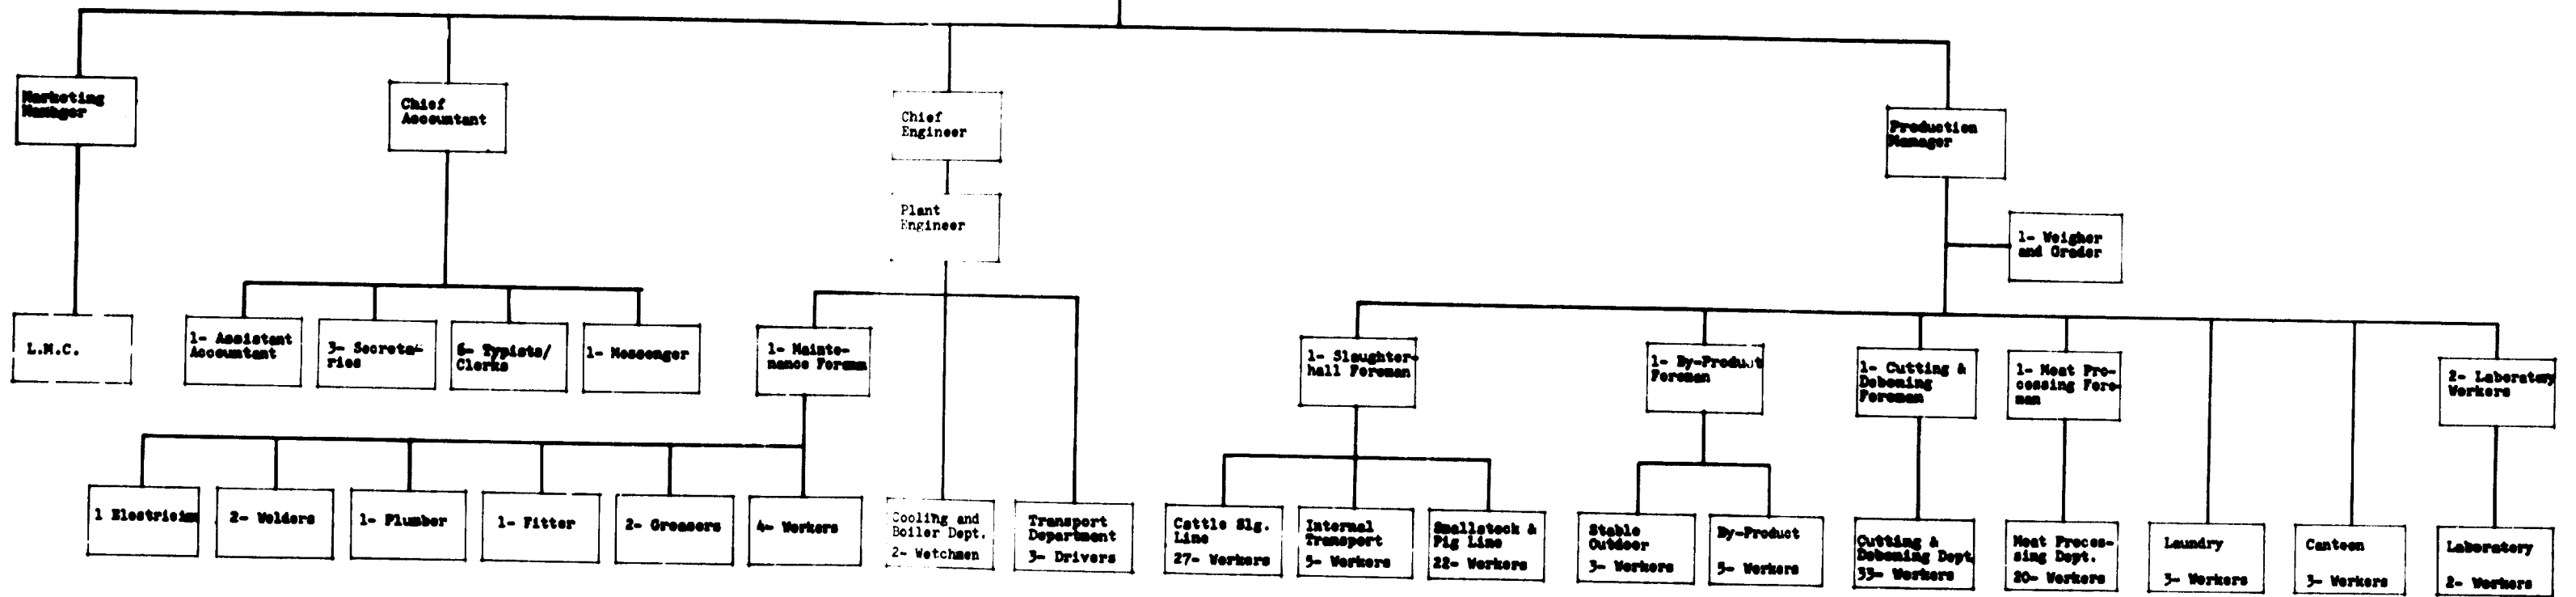 Marketing
Manager
Chief
Accountant
Chief
Engineer
Production
Manager
Plant
Engineer
1- Weigher
and Grader
L.M.C.
1- Assistant
Accountant
3- Secreta-
ries
6- Typists/
Clerks
1- Messenger
1- Mainte-
nance Forman
1- Slaughter-
hall Foreman
1- By-Product
Foreman
1- Cutting &
Deboning
Foreman
1- Meat Pro-
cessing Fore-
man
2- Laboratory
Workers
1 Electrician
2- Welders
1- Plumber
1- Fitter
2- Greasers
4- Workers
Cooling and
Boiler Dept.
2- Watchmen
Transport
Department
3- Drivers
Cattle Slg.
Line
27- Workers
Internal
Transport
5- Workers
Smallstock &
Pig Line
22- Workers
Stable
Outdoor
3- Workers
By-Product
5- Workers
Cutting &
Deboning Dept
33- Workers
Meat Proces-
sing Dept.
20- Workers
Laundry
3- Workers
Canteen
3- Workers
Laboratory
2- Workers